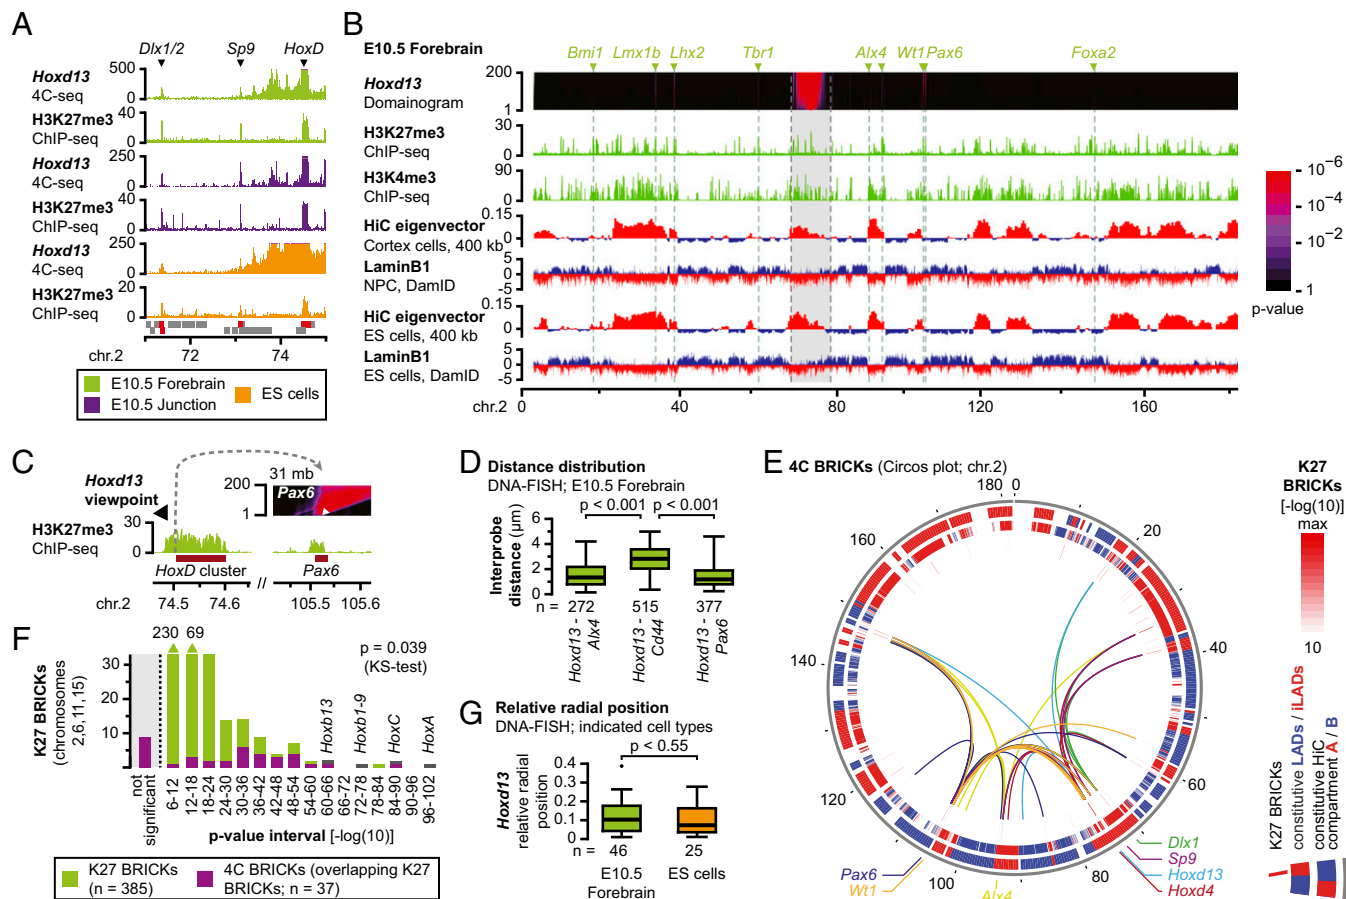 A
Dlx1/2
Sp9
HoxD
Hoxd13
4C-seq
500
0
H3K27me3
ChIP-seq
40
0
Hoxd13
4C-seq
250
0
H3K27me3
ChIP-seq
40
0
Hoxd13
4C-seq
250
0
H3K27me3
ChIP-seq
20
0
chr.2
72
74
E10.5 Forebrain
E10.5 Junction
ES cells
B
E10.5 Forebrain
Bmi1
Lmx1b
Lhx2
Tbr1
Alx4
Wt1
Pax6
Foxa2
Hoxd13
Domainogram
200
1
H3K27me3
ChIP-seq
30
0
H3K4me3
ChIP-seq
90
0
HiC eigenvector
Cortex cells, 400 kb
0.15
0
LaminB1
NPC, DamID
5
0
-5
HiC eigenvector
ES cells, 400 kb
0.15
0
LaminB1
ES cells, DamID
5
0
-5
chr.2
0
40
80
120
160
10−6
10−4
10−2
1
p-value
C
Hoxd13
viewpoint
31 mb
200
1
Pax6
H3K27me3
ChIP-seq
30
0
HoxD cluster
//
Pax6
chr.2
74.5
74.6
105.5
105.6
D
Distance distribution
DNA-FISH; E10.5 Forebrain
p < 0.001
p < 0.001
Interprobe
distance (μm)
6
4
2
0
n =
272
515
377
Hoxd13 -
Alx4
Hoxd13 -
Cd44
Hoxd13 -
Pax6
E
4C BRICKs (Circos plot; chr.2)
180
0
20
40
60
80
100
120
140
160
Dlx1
Sp9
Hoxd13
Hoxd4
Alx4
Pax6
Wt1
K27
BRICKs
[-log(10)]
max
10
K27 BRICKs
constitutive LADs / iLADs
constitutive HiC
compartment A / B
F
230
69
p = 0.039
(KS-test)
K27 BRICKs
(chromosomes
2,6,11,15)
30
20
10
0
Hoxb13
Hoxb1-9
HoxC
HoxA
not
significant
6-12
12-18
18-24
24-30
30-36
36-42
42-48
48-54
54-60
60-66
66-72
72-78
78-84
84-90
90-96
96-102
p-value interval [-log(10)]
K27 BRICKs
(n = 385)
4C BRICKs (overlapping K27
BRICKs; n = 37)
G
Relative radial position
DNA-FISH; indicated cell types
p < 0.55
Hoxd13
relative radial
position
0.4
0.3
0.2
0.1
0
n =
46
25
E10.5
Forebrain
ES cells